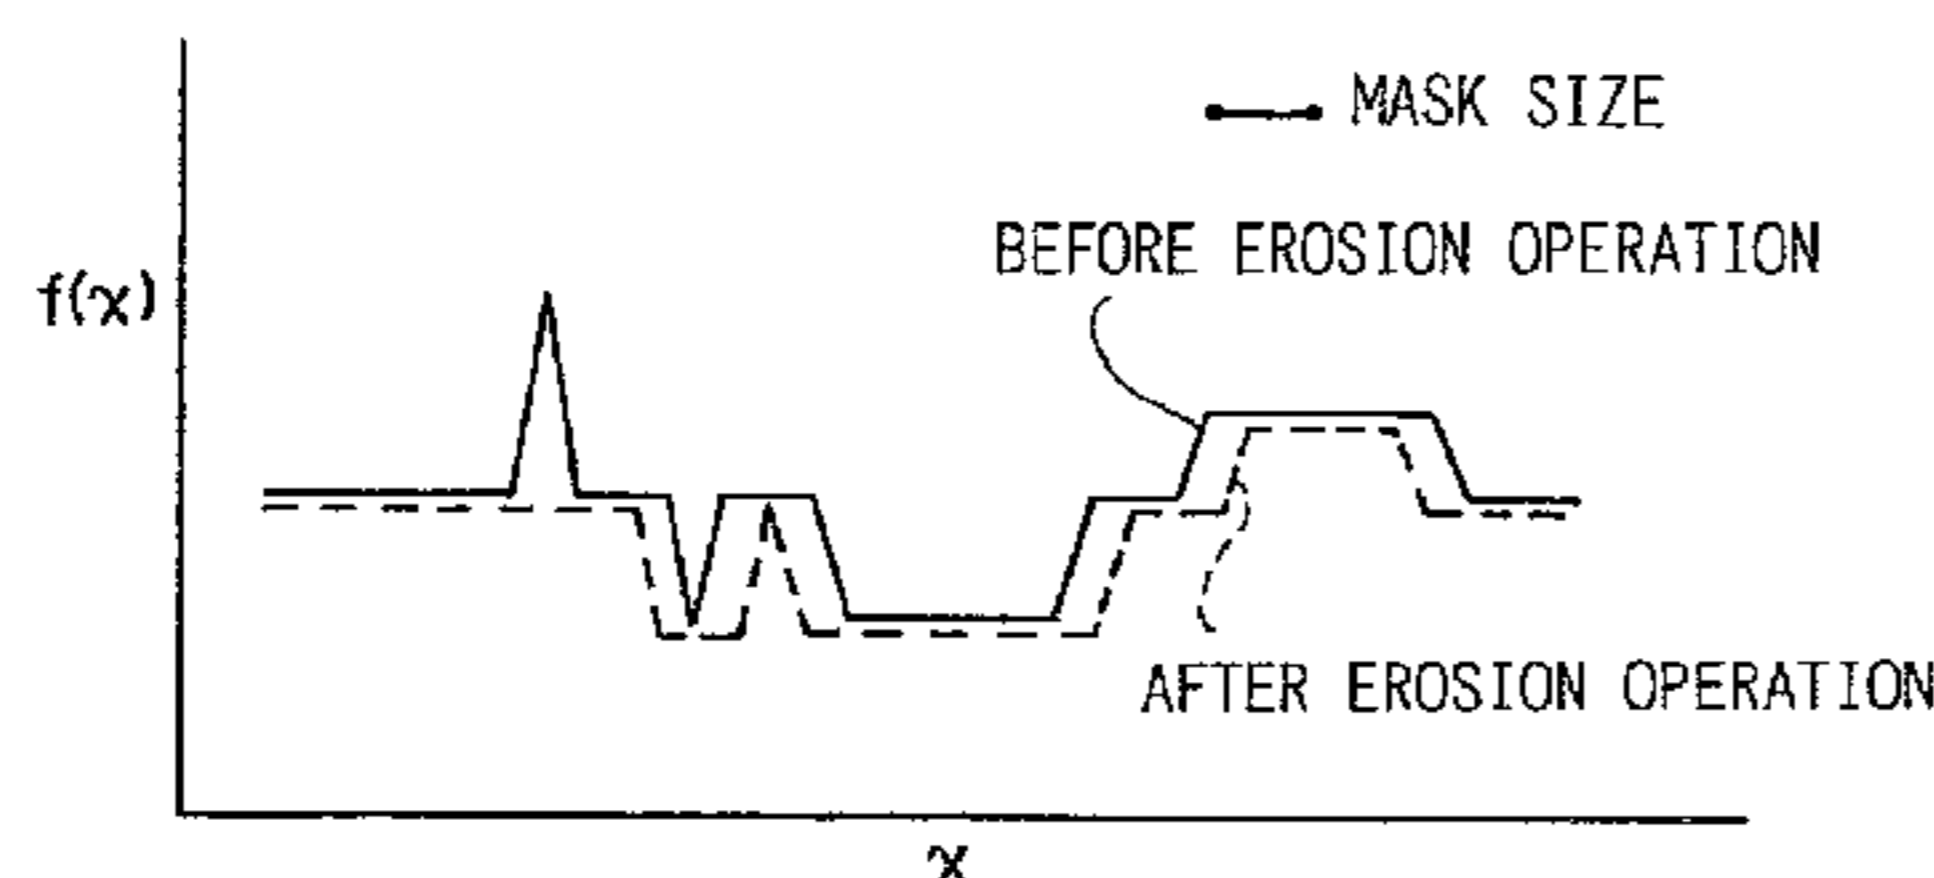 MASK SIZE
BEFORE EROSION OPERATION
f(x)
AFTER EROSION OPERATION
x